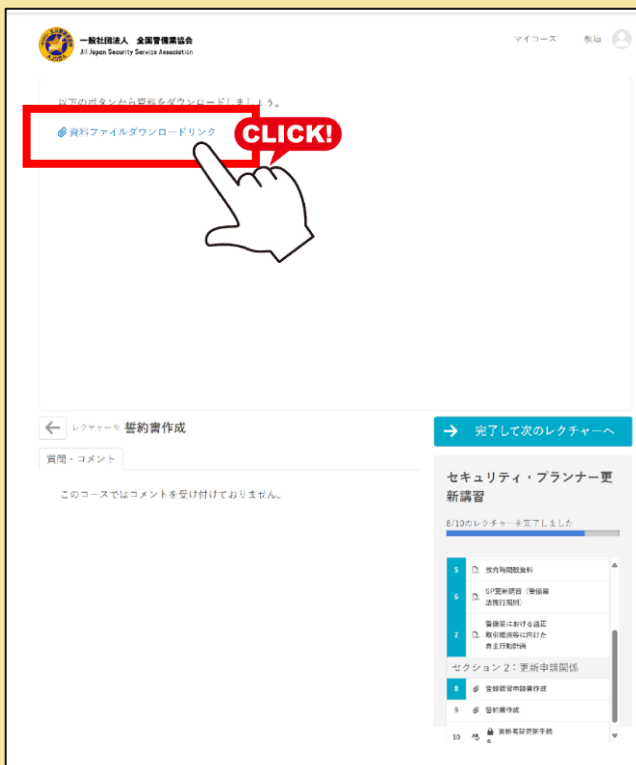 一般社団法人 全国警備業協会
All Japan Security Service Association
マイコース
以下のボタンから資料をダウンロードしましょう。
資料ファイルダウンロードリンク
CLICK!
レクチャー9: 誓約書作成
完了して次のレクチャーへ
質問・コメント
このコースではコメントを受け付けておりません。
セキュリティ・プランナー更
新講習
8/10のレクチャーを完了しました
5 教育時間数資料
6 SP更新講習(警備業
法施行規則)
7 警備業における適正
取引推進等に向けた
自主行動計画
セクション 2:更新申請関係
8
9 誓約書作成
10